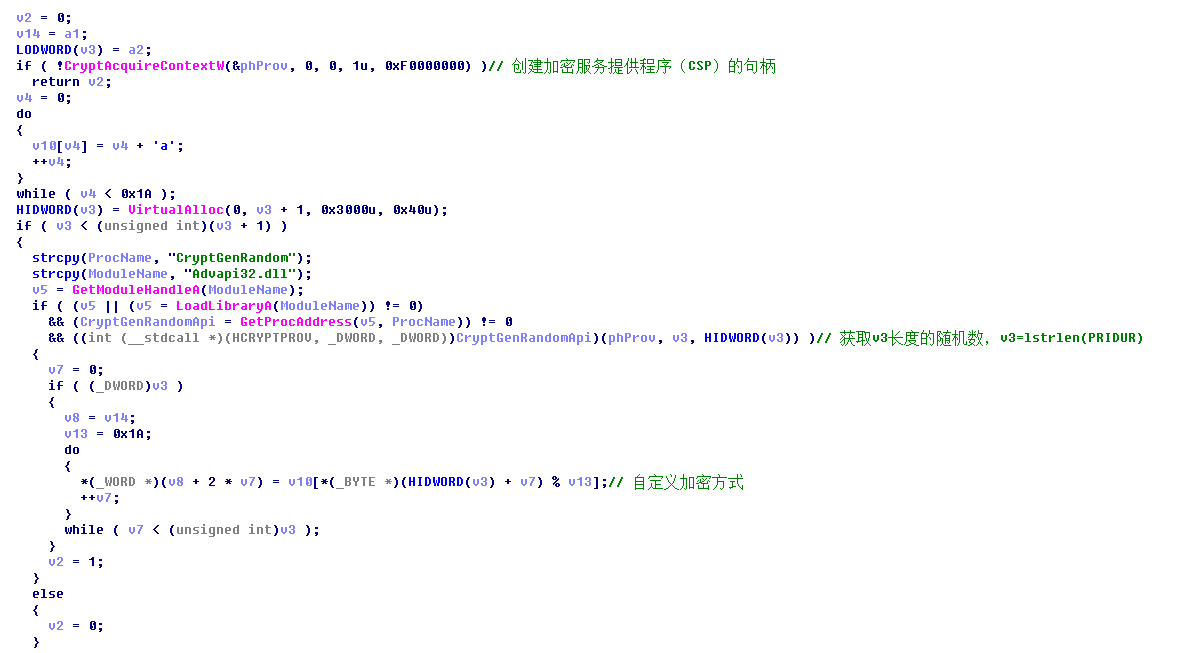 v2 = 0;
v14 = a1;
LODWORD(v3) = a2;
if ( !CryptAcquireContextW(&phProv, 0, 0, 1u, 0xF0000000) )// 创建加密服务提供程序（CSP）的句柄
  return v2;
v4 = 0;
do
{
  v10[v4] = v4 + 'a';
  ++v4;
}
while ( v4 < 0x1A );
HIDWORD(v3) = VirtualAlloc(0, v3 + 1, 0x3000u, 0x40u);
if ( v3 < (unsigned int)(v3 + 1) )
{
  strcpy(ProcName, "CryptGenRandom");
  strcpy(ModuleName, "Advapi32.dll");
  v5 = GetModuleHandleA(ModuleName);
  if ( (v5 || (v5 = LoadLibraryA(ModuleName)) != 0)
    && (CryptGenRandomApi = GetProcAddress(v5, ProcName)) != 0
    && ((int (__stdcall *)(HCRYPTPROV, _DWORD, _DWORD))CryptGenRandomApi)(phProv, v3, HIDWORD(v3)) )// 获取v3长度的随机数，v3=lstrlen(PRIDUR)
  {
    v7 = 0;
    if ( (_DWORD)v3 )
    {
      v8 = v14;
      v13 = 0x1A;
      do
      {
        *(_WORD *)(v8 + 2 * v7) = v10[*(_BYTE *)(HIDWORD(v3) + v7) % v13];// 自定义加密方式
        ++v7;
      }
      while ( v7 < (unsigned int)v3 );
    }
    v2 = 1;
  }
  else
  {
    v2 = 0;
  }